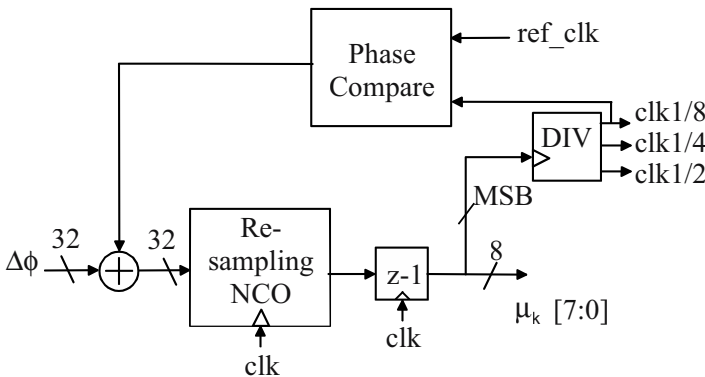 ref_clk
Phase
Compare
clk1/8
DIV
clk1/4
clk1/2
MSB
Re-
sampling
NCO
Δϕ
32
+
32
z-1
8
μk [7:0]
clk
clk